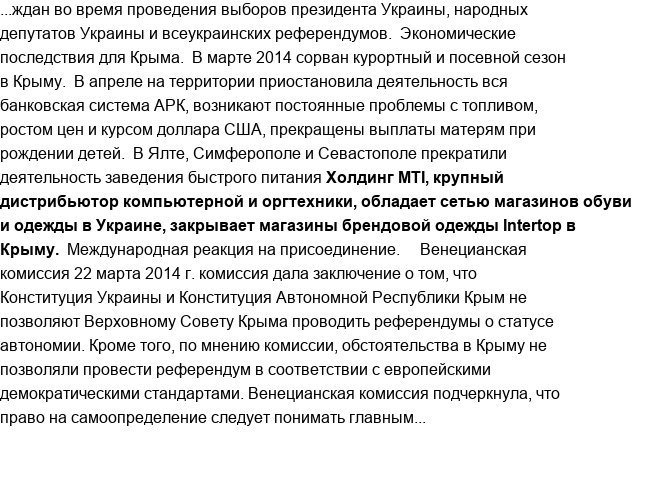 ...ждан во время проведения выборов президента Украины, народных
депутатов Украины и всеукраинских референдумов.  Экономические
последствия для Крыма.  В марте 2014 сорван курортный и посевной сезон
в Крыму.  В апреле на территории приостановила деятельность вся
банковская система АРК, возникают постоянные проблемы с топливом,
ростом цен и курсом доллара США, прекращены выплаты матерям при
рождении детей.  В Ялте, Симферополе и Севастополе прекратили
деятельность заведения быстрого питания Холдинг MTI, крупный
дистрибьютор компьютерной и оргтехники, обладает сетью магазинов обуви
и одежды в Украине, закрывает магазины брендовой одежды Intertop в
Крыму.  Международная реакция на присоединение.     Венецианская
комиссия 22 марта 2014 г. комиссия дала заключение о том, что
Конституция Украины и Конституция Автономной Республики Крым не
позволяют Верховному Совету Крыма проводить референдумы о статусе
автономии. Кроме того, по мнению комиссии, обстоятельства в Крыму не
позволяли провести референдум в соответствии с европейскими
демократическими стандартами. Венецианская комиссия подчеркнула, что
право на самоопределение следует понимать главным...